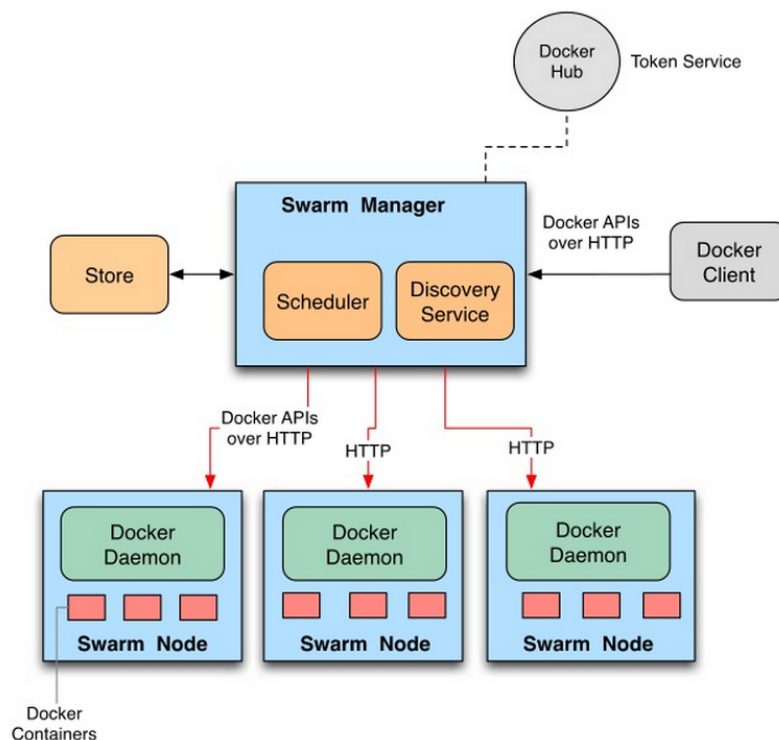 Docker
Hub
Token Service
Swarm Manager
Docker APIs
over HTTP
Store
Scheduler
Discovery
Service
Docker
Client
Docker APIs
over HTTP
HTTP
HTTP
Docker
Daemon
Docker
Daemon
Docker
Daemon
Swarm Node
Swarm Node
Swarm Node
Docker
Containers